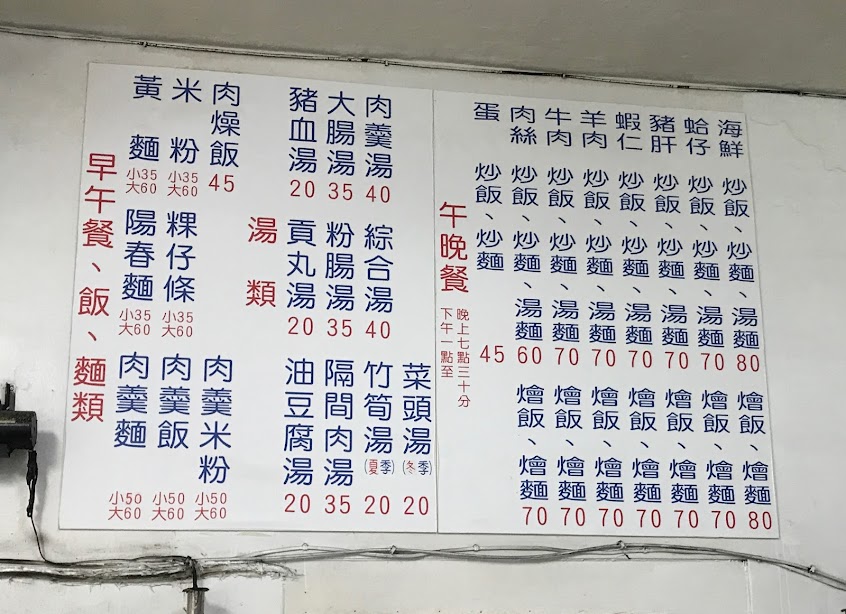 海鮮 炒飯、炒麵、湯麵 80 燴飯、燴麵 80
蛤仔 炒飯、炒麵、湯麵 70 燴飯、燴麵 70
豬肝 炒飯、炒麵、湯麵 70 燴飯、燴麵 70
蝦仁 炒飯、炒麵、湯麵 70 燴飯、燴麵 70
羊肉 炒飯、炒麵、湯麵 70 燴飯、燴麵 70
牛肉 炒飯、炒麵、湯麵 70 燴飯、燴麵 70
肉絲 炒飯、炒麵、湯麵 60 燴飯、燴麵 70
蛋 炒飯、炒麵 45
午晚餐
下午一點至
晚上七點三十分
湯類
肉羹湯 40
大腸湯 35
豬血湯 20
綜合湯 40
粉腸湯 35
貢丸湯 20
菜頭湯(冬季) 20
竹筍湯(夏季) 20
隔間肉湯 35
油豆腐湯 20
早午餐、飯、麵類
肉燥飯 45
米粉 小35 大60
黃麵 小35 大60
粿仔條 小35 大60
陽春麵 小35 大60
肉羹米粉 小50 大60
肉羹飯 小50 大60
肉羹麵 小50 大60